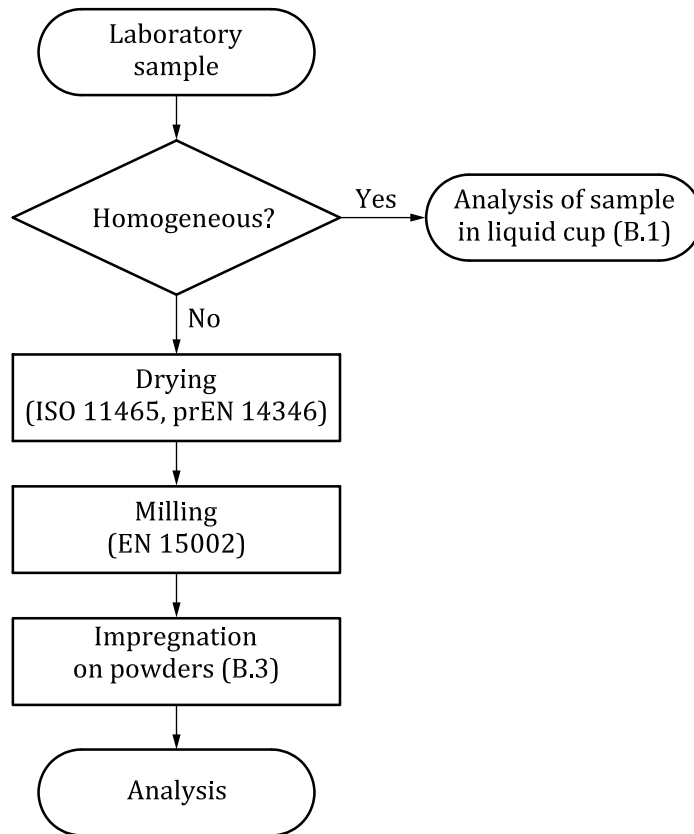 Laboratory
sample
Homogeneous?
Yes
Analysis of sample
in liquid cup (B.1)
No
Drying
(ISO 11465, prEN 14346)
Milling
(EN 15002)
Impregnation
on powders (B.3)
Analysis